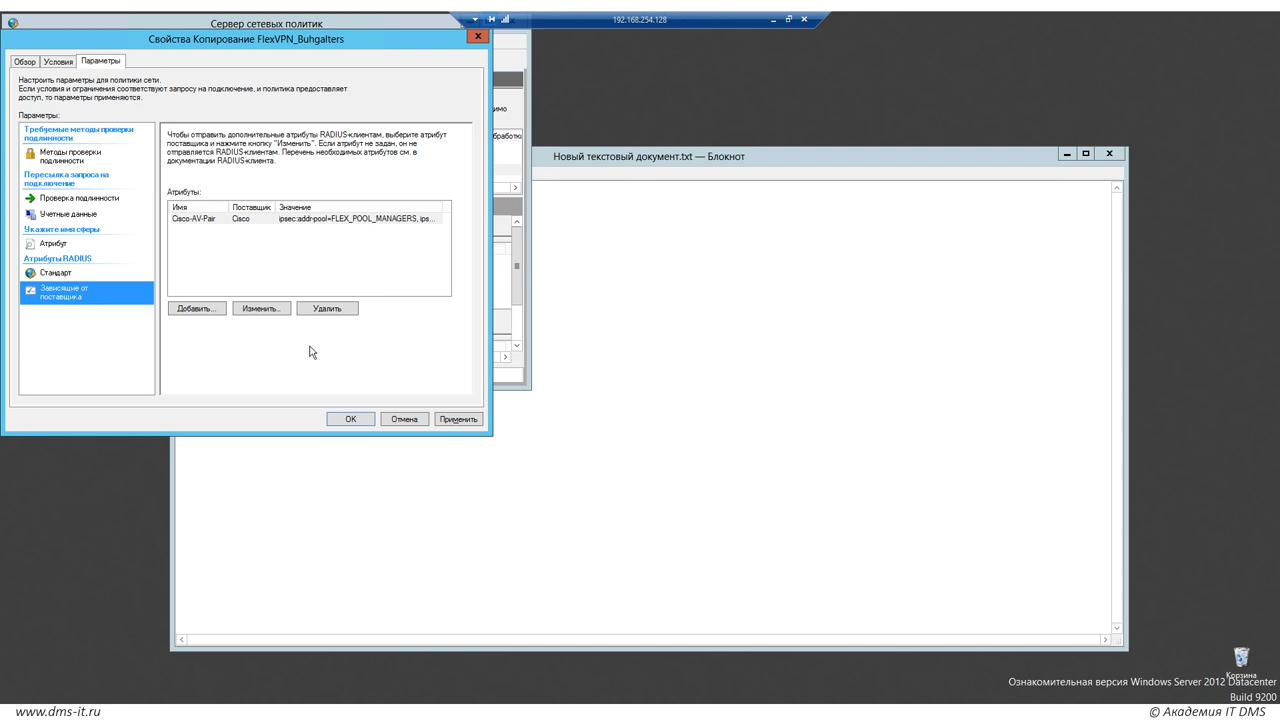 Сервер сетевых политик
192.168.254.128
Свойства Копирование FlexVPN_Buhgalters
Обзор Условия Параметры
Настроить параметры для политики сети.
Если условия и ограничения соответствуют запросу на подключение, и политика предоставляет
доступ, то параметры применяются.
Параметры:
Требуемые методы проверки
подлинности
Методы проверки
подлинности
Пересылка запроса на
подключение
Проверка подлинности
Учетные данные
Укажите имя сферы
Атрибут
Атрибуты RADIUS
Стандарт
Зависящие от
поставщика
Чтобы отправить дополнительные атрибуты RADIUS-клиентам, выберите атрибут
поставщика и нажмите кнопку "Изменить". Если атрибут не задан, он не
отправляется RADIUS-клиентам. Перечень необходимых атрибутов см. в
документации RADIUS-клиента.
Атрибуты:
Имя Поставщик Значение
Cisco-AV-Pair Cisco ipsec:addr-pool=FLEX_POOL_MANAGERS, ips...
Добавить... Изменить... Удалить
OK Отмена Применить
имо
бработк
Новый текстовый документ.txt — Блокнот
Корзина
Ознакомительная версия Windows Server 2012 Datacenter
Build 9200
www.dms-it.ru
© Академия IT DMS